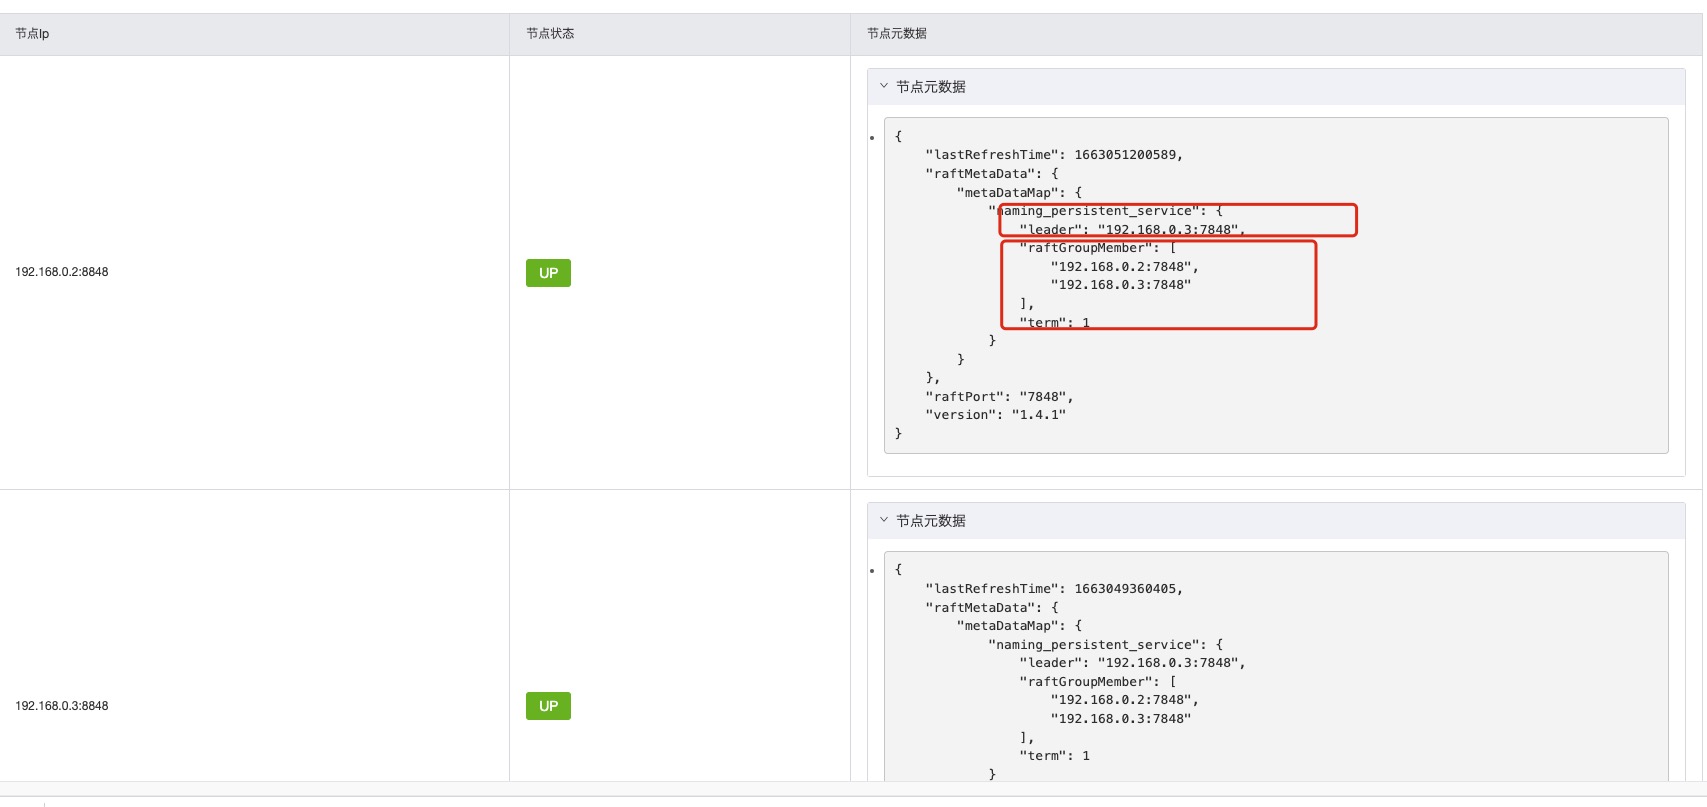 节点Ip 节点状态 节点元数据
节点元数据
{
"lastRefreshTime": 1663051200589,
"raftMetaData": {
"metaDataMap": {
"naming_persistent_service": {
"leader": "192.168.0.3:7848",
"raftGroupMember": [
"192.168.0.2:7848",
"192.168.0.3:7848"
],
"term": 1
}
}
},
"raftPort": "7848",
"version": "1.4.1"
}
192.168.0.2:8848 UP
节点元数据
{
"lastRefreshTime": 1663049360405,
"raftMetaData": {
"metaDataMap": {
"naming_persistent_service": {
"leader": "192.168.0.3:7848",
"raftGroupMember": [
"192.168.0.2:7848",
"192.168.0.3:7848"
],
"term": 1
}
192.168.0.3:8848 UP